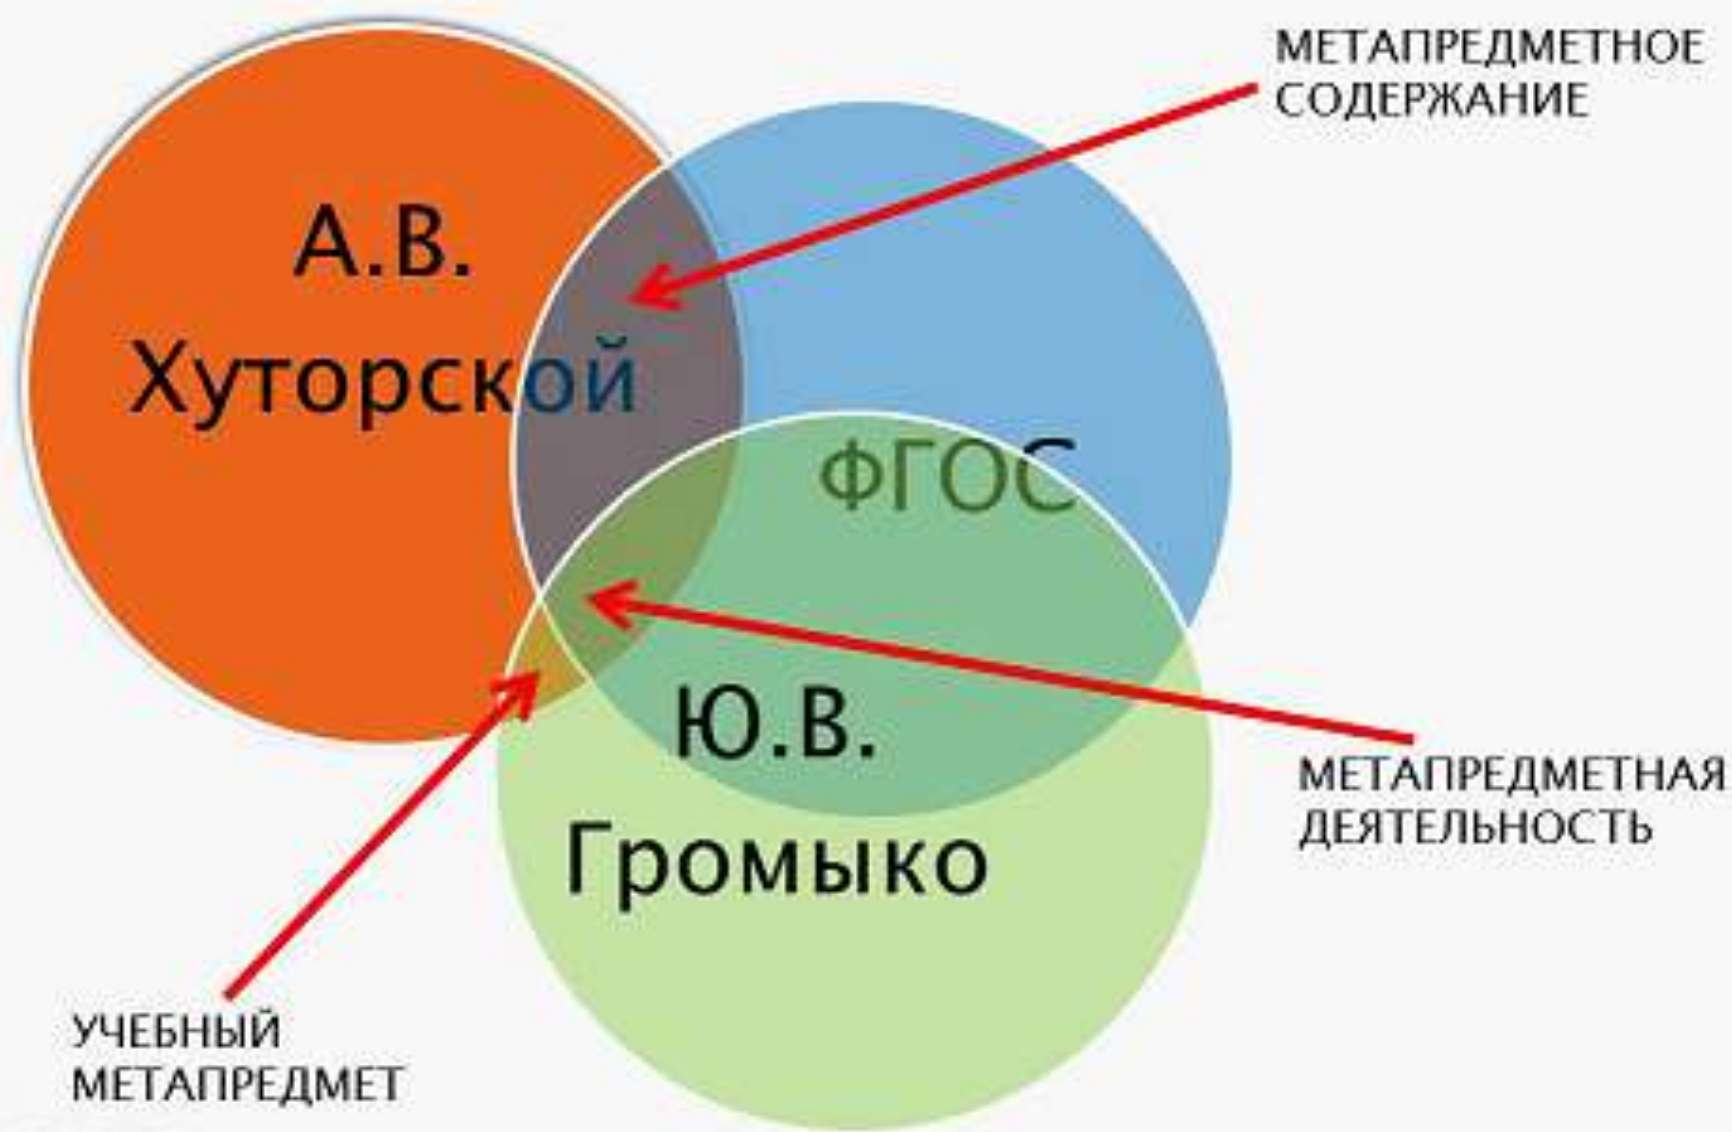 МЕТАПРЕДМЕТНОЕ
СОДЕРЖАНИЕ
А.В.
Хуторской
ФГОС
Ю.В.
Громыко
МЕТАПРЕДМЕТНАЯ
ДЕЯТЕЛЬНОСТЬ
УЧЕБНЫЙ
МЕТАПРЕДМЕТ